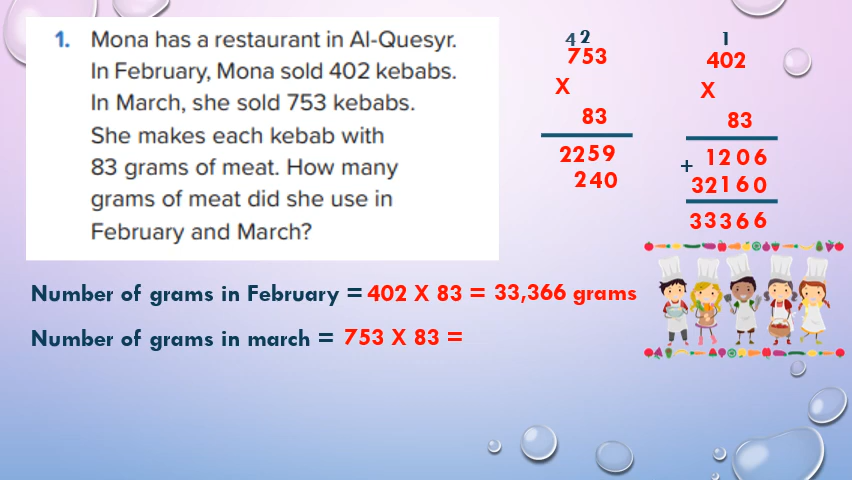 1. Mona has a restaurant in Al-Quesyr.
In February, Mona sold 402 kebabs.
In March, she sold 753 kebabs.
She makes each kebab with
83 grams of meat. How many
grams of meat did she use in
February and March?
4 2
753
X
83
2259
240
1
402
X
83
+ 1206
32160
33366
Number of grams in February = 402 X 83 = 33,366 grams
Number of grams in march = 753 X 83 =